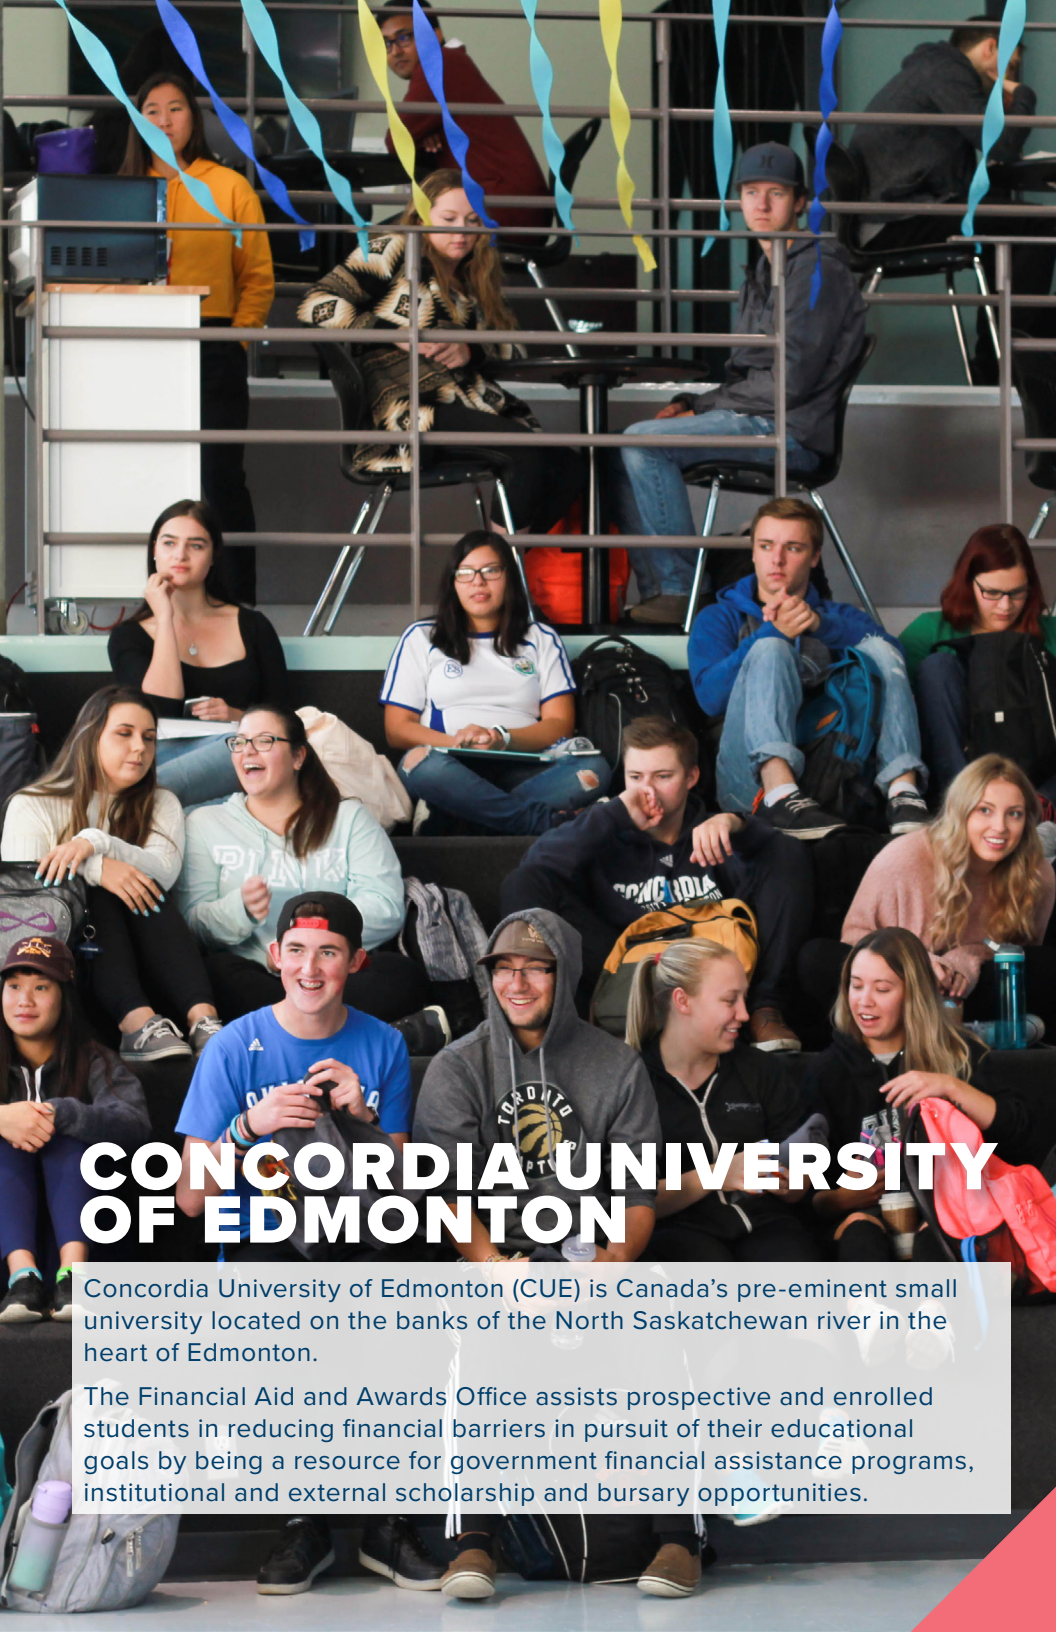 PINK
CONCORDIA
TORONTO
CONCORDIA UNIVERSITY
OF EDMONTON
Concordia University of Edmonton (CUE) is Canada’s pre-eminent small
university located on the banks of the North Saskatchewan river in the
heart of Edmonton.
The Financial Aid and Awards Office assists prospective and enrolled
students in reducing financial barriers in pursuit of their educational
goals by being a resource for government financial assistance programs,
institutional and external scholarship and bursary opportunities.